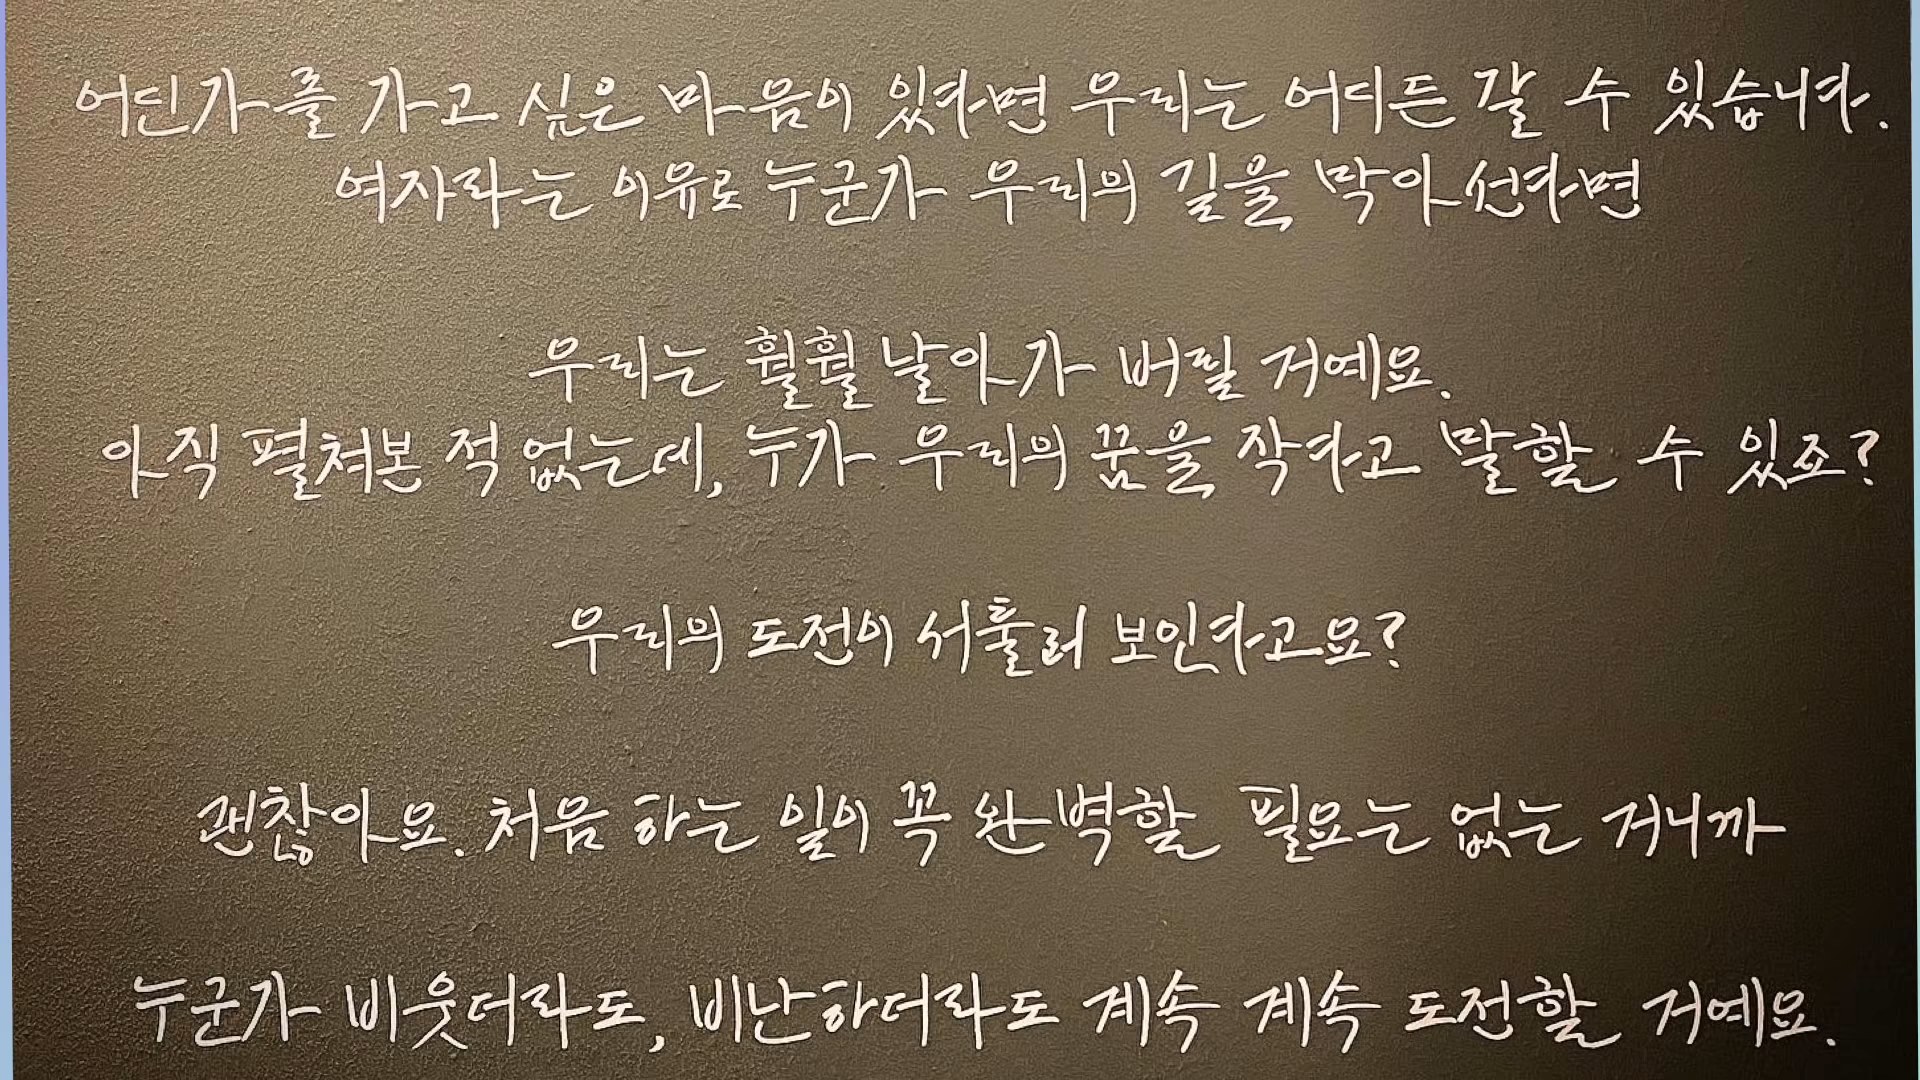 어딘가를 가고 싶은 마음이 있다면 우리는 어디든 갈 수 있습니다.
여자라는 이유로 누군가 우리의 길을 막아선다면
우리는 훨훨 날아가 버릴 거예요.
아직 펼쳐본 적 없는데, 누가 우리의 꿈을 작다고 말할 수 있죠?
우리의 도전이 서툴러 보인다고요?
괜찮아요. 처음 하는 일이 꼭 완벽할 필요는 없는 거니까
누군가 비웃더라도, 비난하더라도 계속 계속 도전할 거예요.